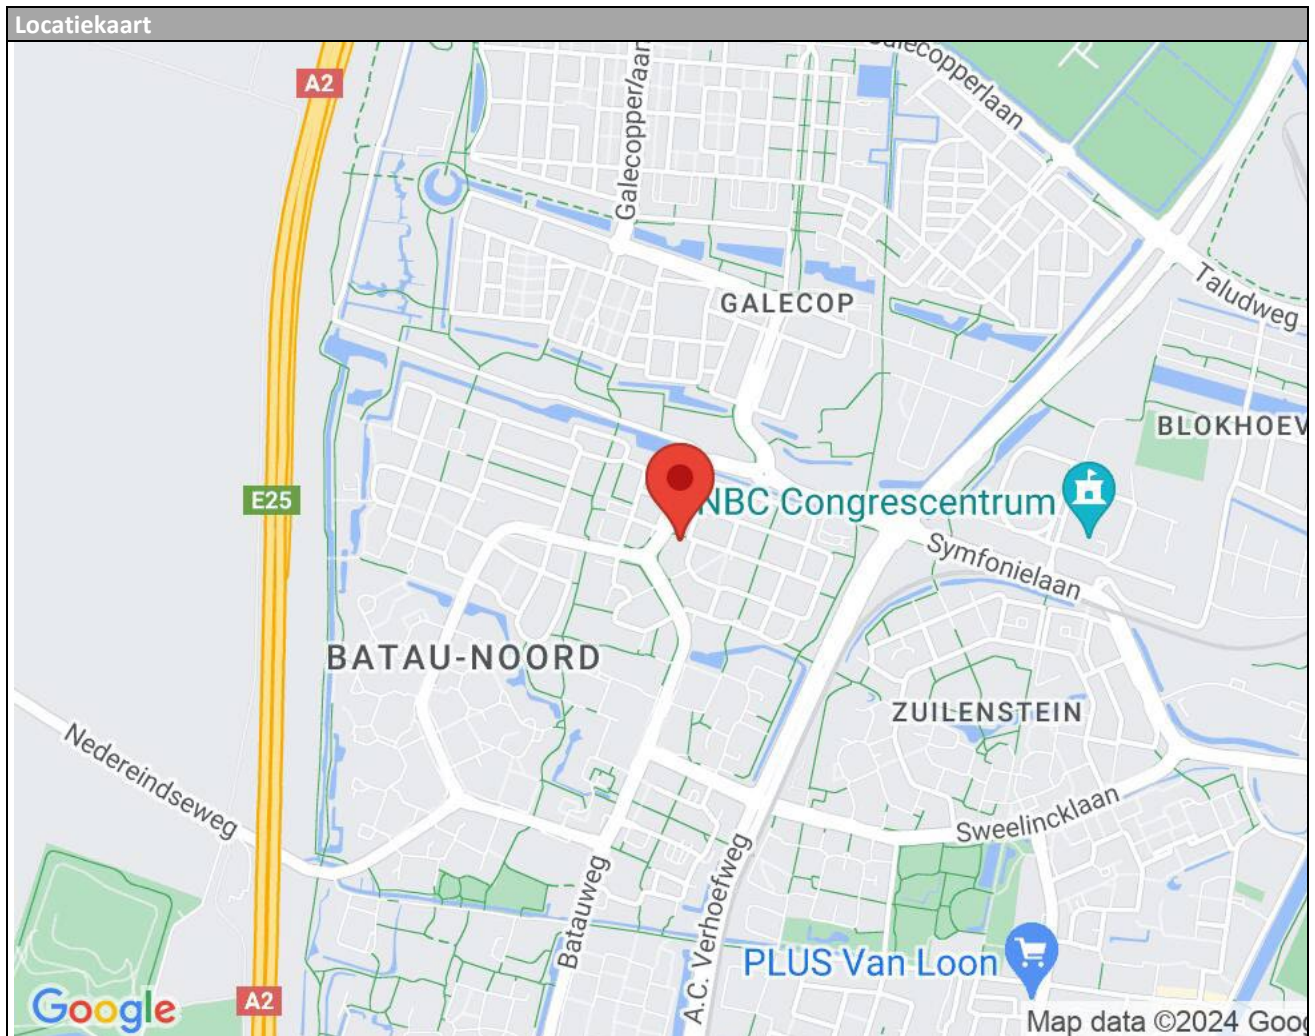 Locatiekaart
A2
Galecopperlaan
Galecopperlaan
Taludweg
GALECOP
BLOKHOEV
E25
NBC Congrescentrum
Symfonielaan
BATAU-NOORD
ZUILENSTEIN
Nedereindseweg
Sweelincklaan
Batauweg
A.C. Verhoefweg
PLUS Van Loon
A2
Google
Map data ©2024 Goog